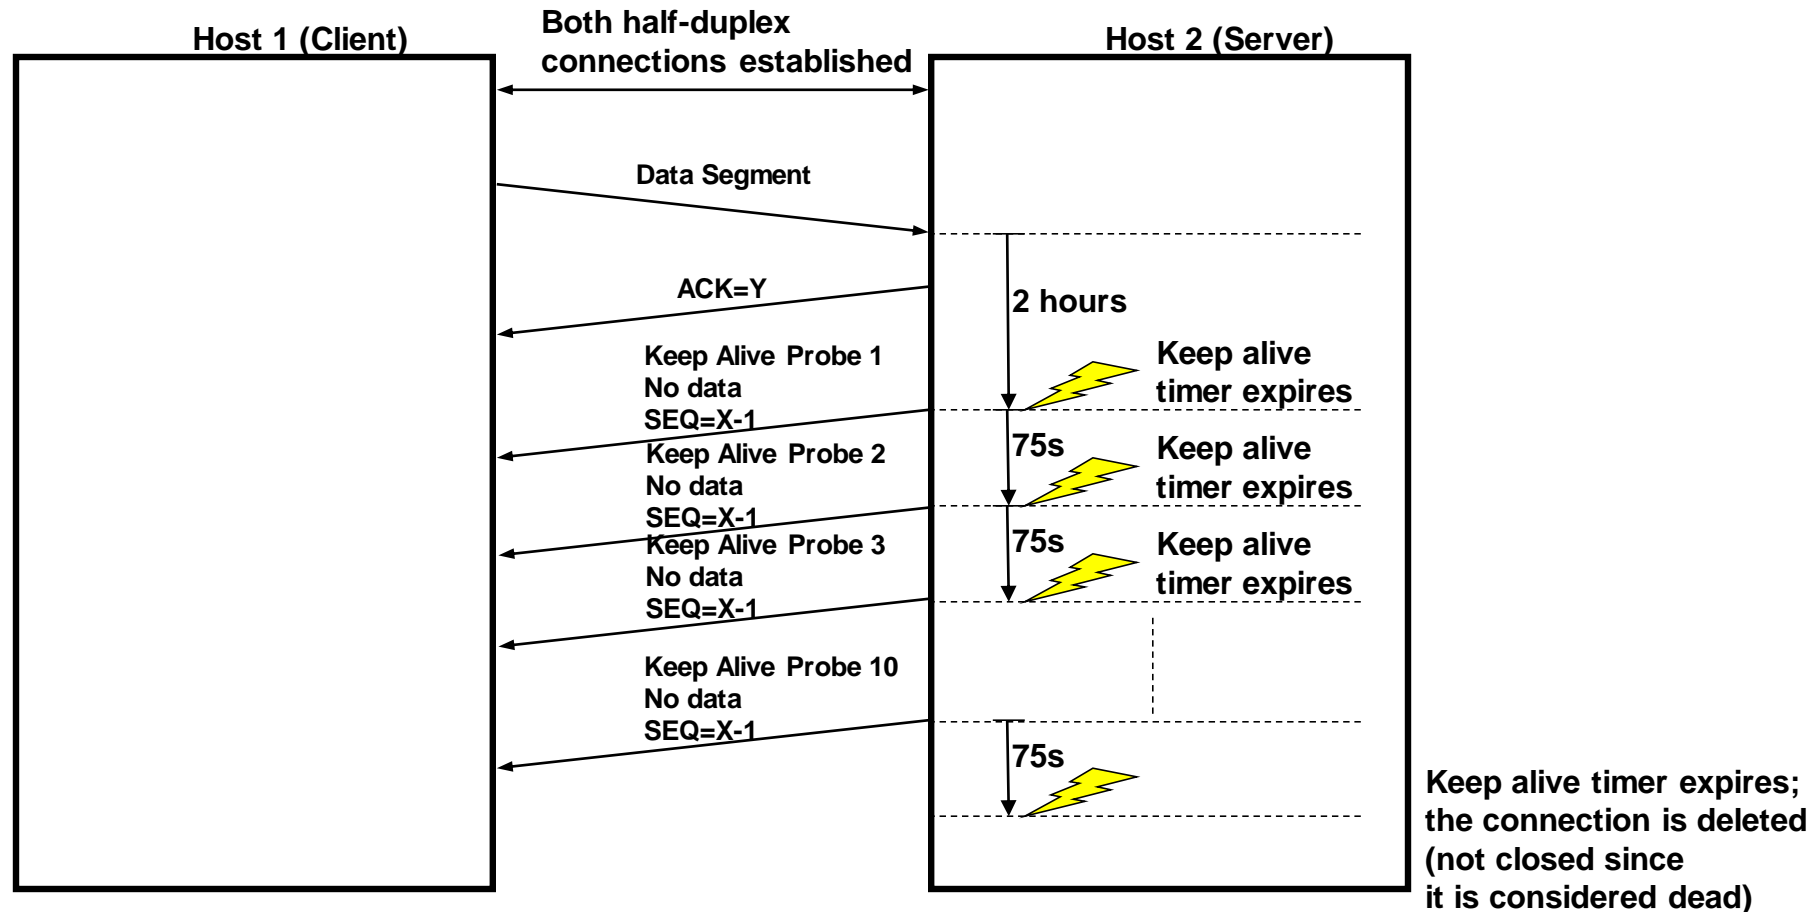 Both half-duplex
connections established
Host 1 (Client)
Host 2 (Server)
Data Segment
ACK=Y
2 hours
Keep Alive Probe 1
No data
SEQ=X-1
Keep alive
timer expires
75s
Keep Alive Probe 2
No data
SEQ=X-1
Keep alive
timer expires
75s
Keep Alive Probe 3
No data
SEQ=X-1
Keep alive
timer expires
Keep Alive Probe 10
No data
SEQ=X-1
75s
Keep alive timer expires;
the connection is deleted
(not closed since
it is considered dead)